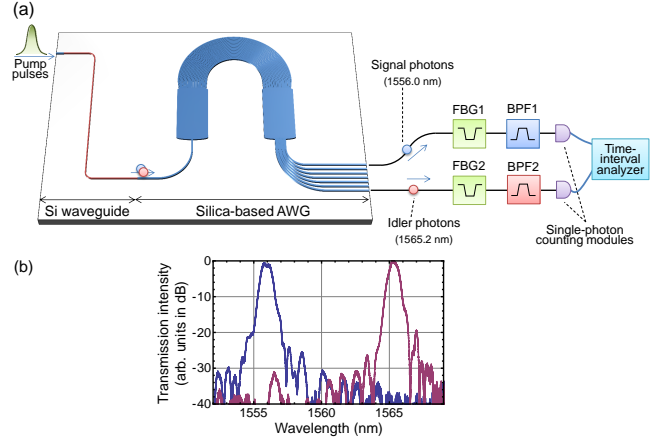 (a)
Pump
pulses
Signal photons
(1556.0 nm)
FBG1
BPF1
FBG2
BPF2
Time-
interval
analyzer
Si waveguide
Silica-based AWG
Idler photons
(1565.2 nm)
Single-photon
counting modules
(b)
Transmission intensity
(arb. units in dB)
0
-10
-20
-30
-40
1555
1560
1565
Wavelength (nm)